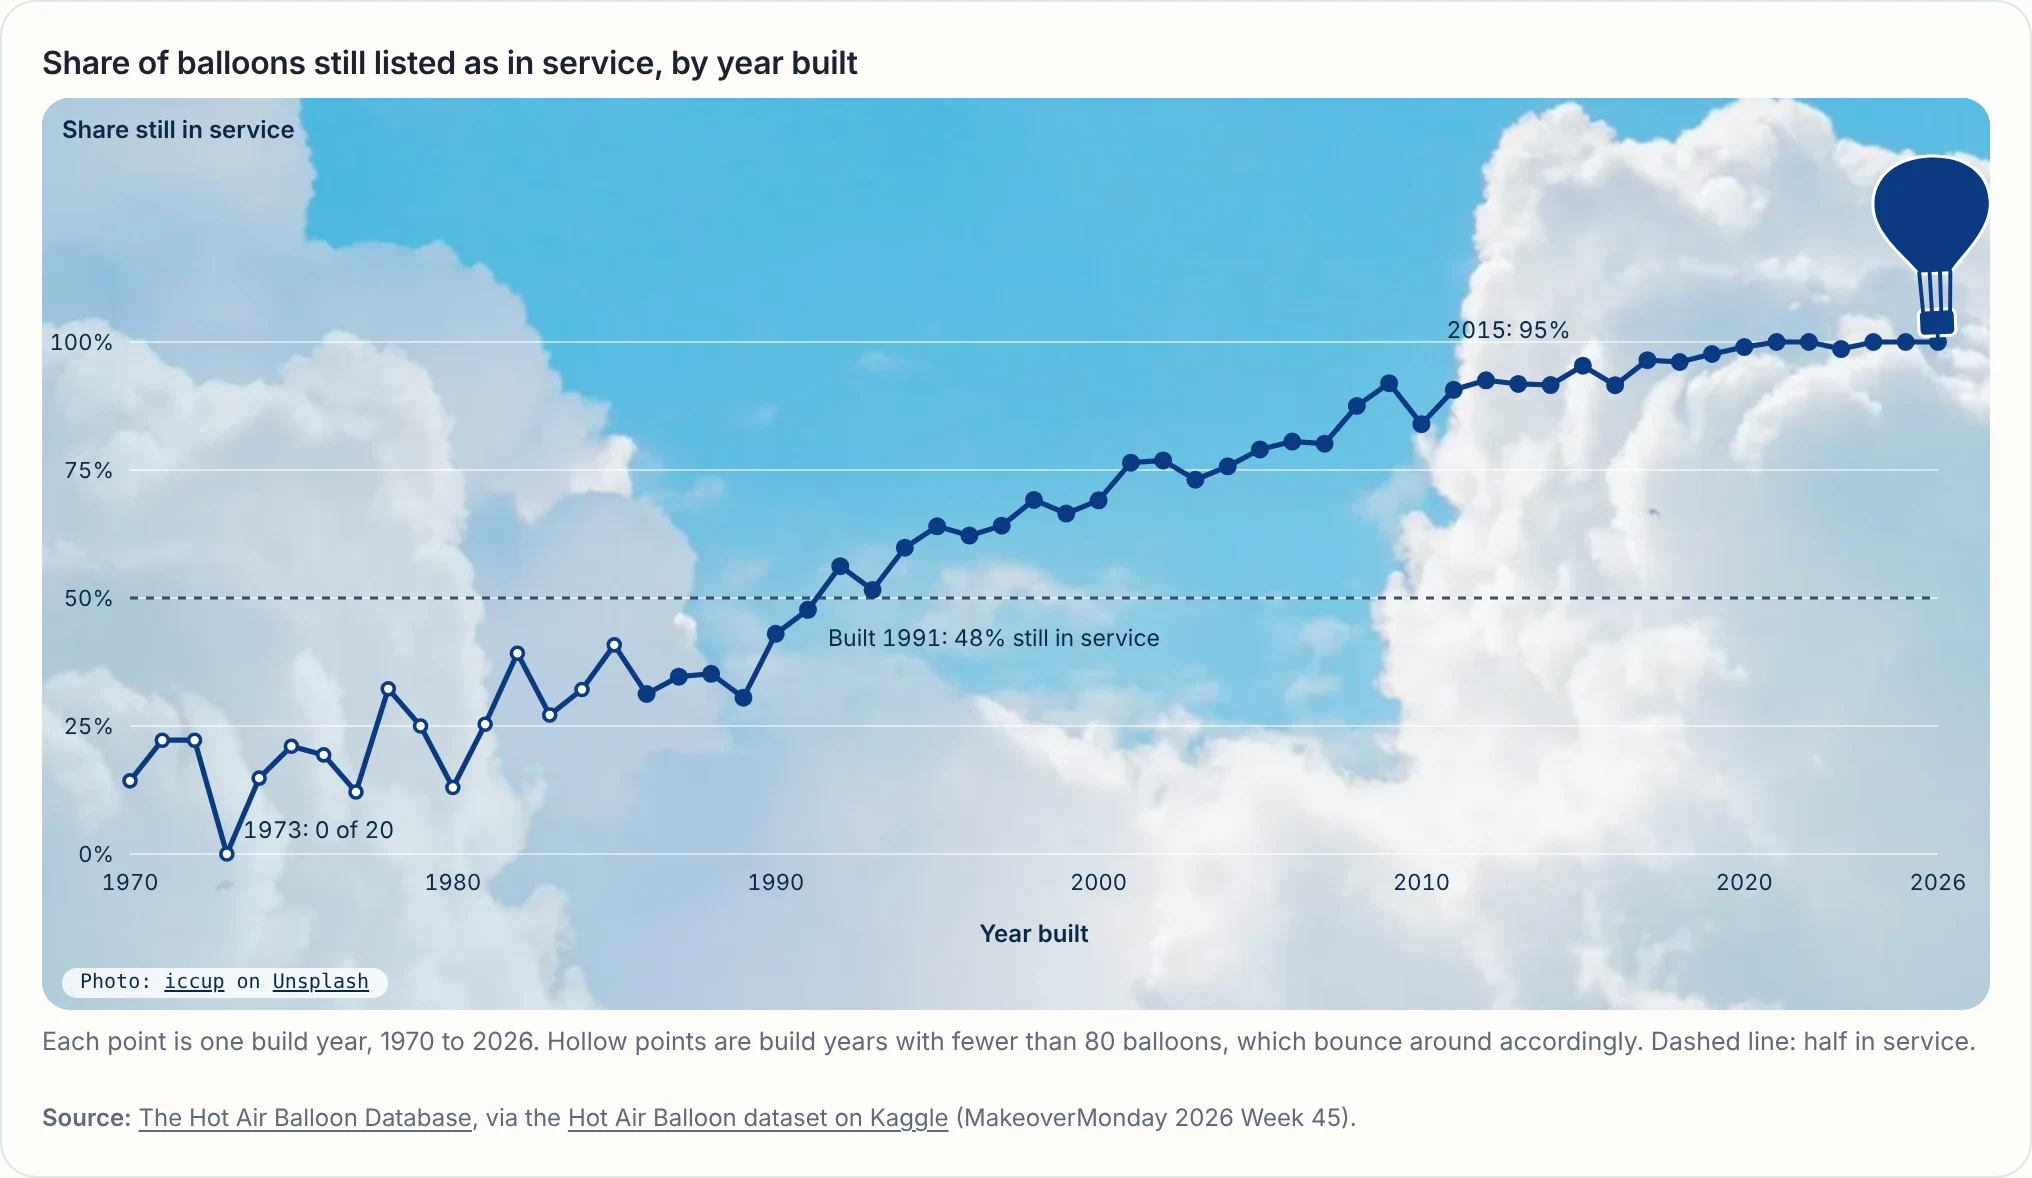 Share of balloons still listed as in service, by year built
Share still in service
2015: 95%
100%
75%
50%
Built 1991: 48% still in service
25%
1973: 0 of 20
0%
1970 1980 1990 2000 2010 2020 2026
Year built
Photo: iccup on Unsplash
Each point is one build year, 1970 to 2026. Hollow points are build years with fewer than 80 balloons, which bounce around accordingly. Dashed line: half in service.
Source: The Hot Air Balloon Database, via the Hot Air Balloon dataset on Kaggle (MakeoverMonday 2026 Week 45).